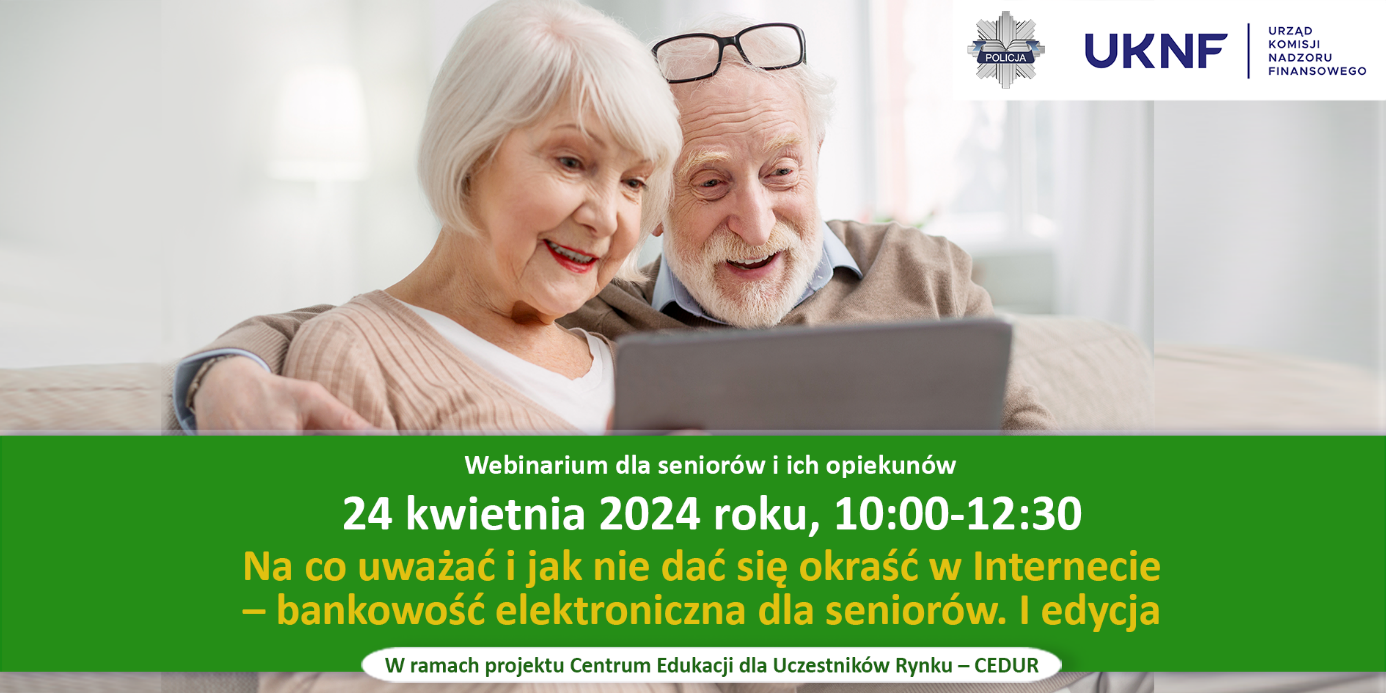 POLICJA
UKNF
URZĄD
KOMISJI
NADZORU
FINANSOWEGO
Webinarium dla seniorów i ich opiekunów
24 kwietnia 2024 roku, 10:00-12:30
Na co uważać i jak nie dać się okraść w Internecie
– bankowość elektroniczna dla seniorów. I edycja
W ramach projektu Centrum Edukacji dla Uczestników Rynku – CEDUR